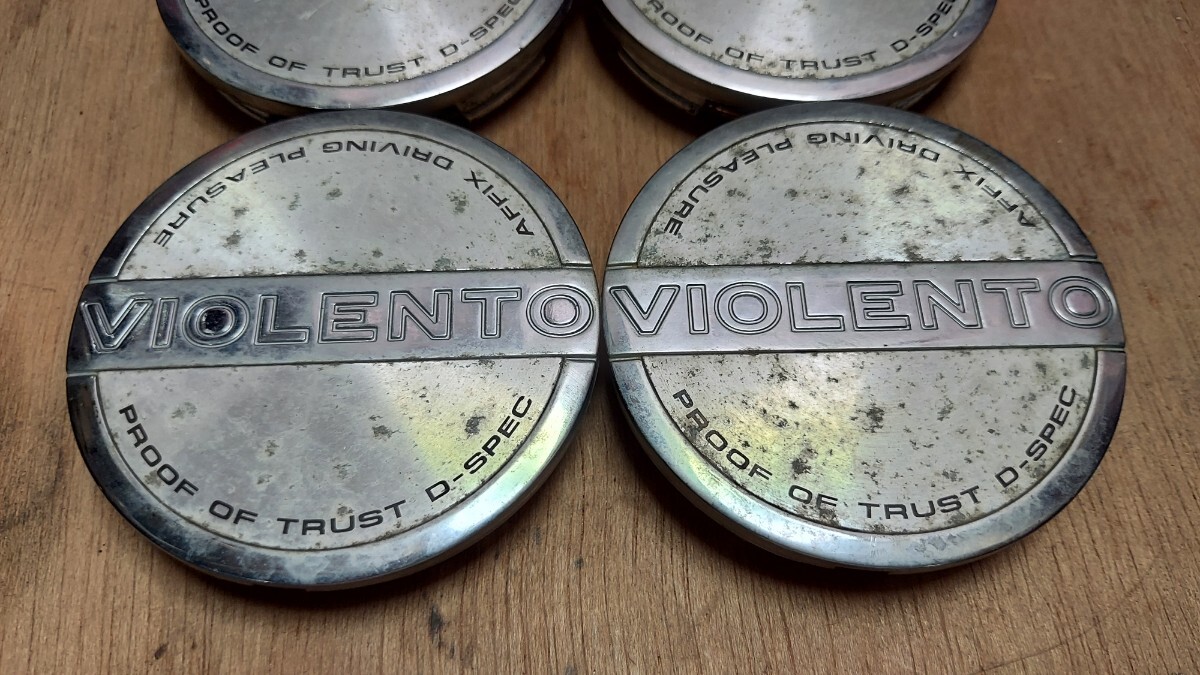 PROOF OF TRUST D-SPEC
PROOF OF TRUST D-SPEC
AFFIX DRIVING PLEASURE
VIOLENTO
PROOF OF TRUST D-SPEC
AFFIX DRIVING PLEASURE
VIOLENTO
PROOF OF TRUST D-SPEC